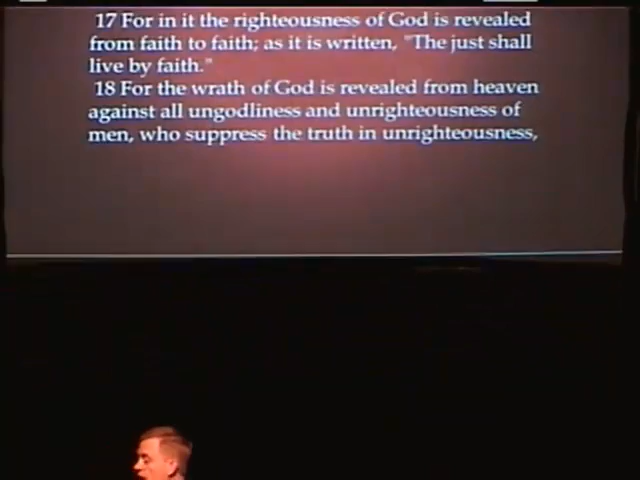 17 For in it the righteousness of God is revealed
from faith to faith; as it is written, "The just shall
live by faith."
18 For the wrath of God is revealed from heaven
against all ungodliness and unrighteousness of
men, who suppress the truth in unrighteousness,